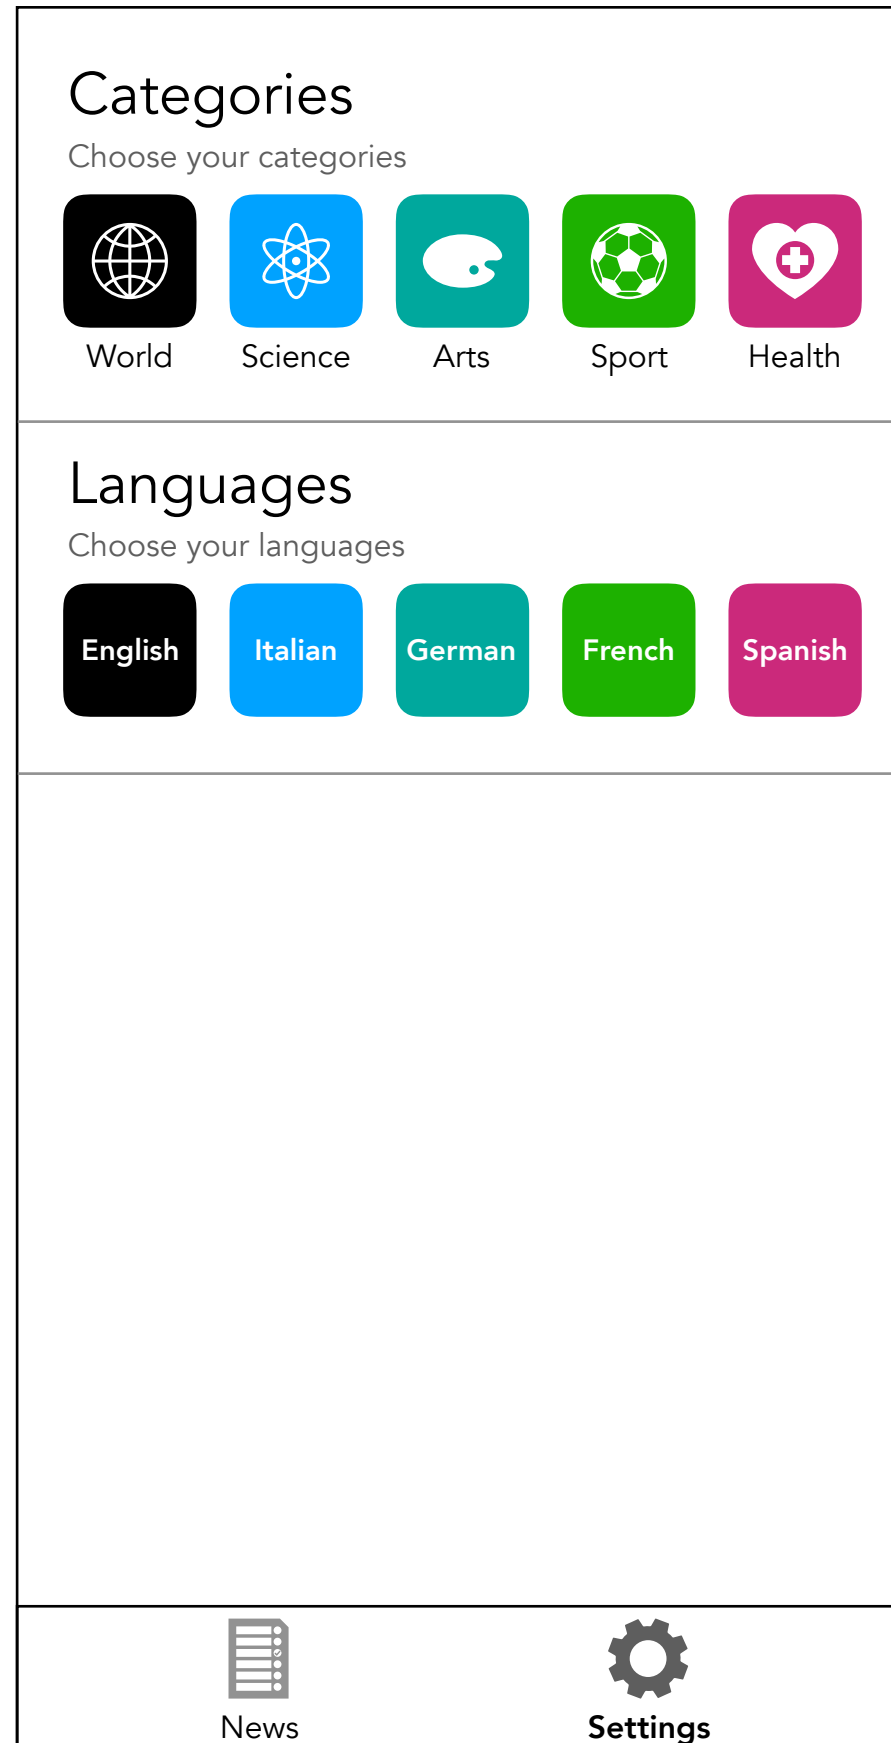 Categories
Choose your categories
World Science Arts Sport Health
Languages
Choose your languages
English Italian German French Spanish
News Settings